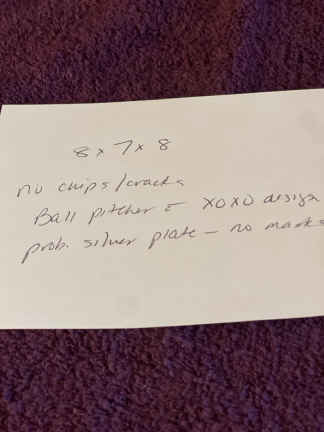 8 x 7 x 8
no chips/cracks
Ball pitcher - XOXO design
prob. silver plate - no marks